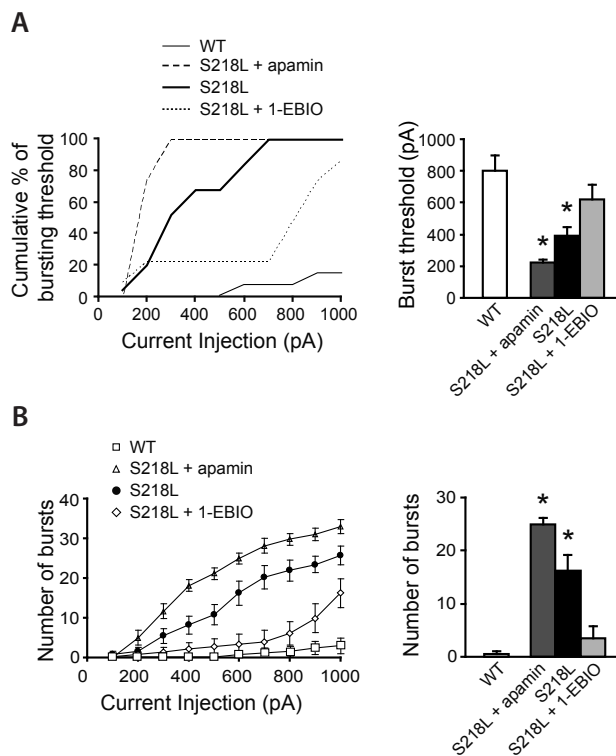 A
WT
S218L + apamin
S218L
S218L + 1-EBIO
Cumulative % of
bursting threshold
100
80
60
40
20
0
200
400
600
800
1000
Current Injection (pA)
Burst threshold (pA)
1000
800
600
400
200
0
*
*
WT
S218L + apamin
S218L
S218L + 1-EBIO
B
WT
S218L + apamin
S218L
S218L + 1-EBIO
Number of bursts
40
30
20
10
0
0
200
400
600
800
1000
Current Injection (pA)
Number of bursts
30
20
10
0
*
*
WT
S218L + apamin
S218L
S218L + 1-EBIO